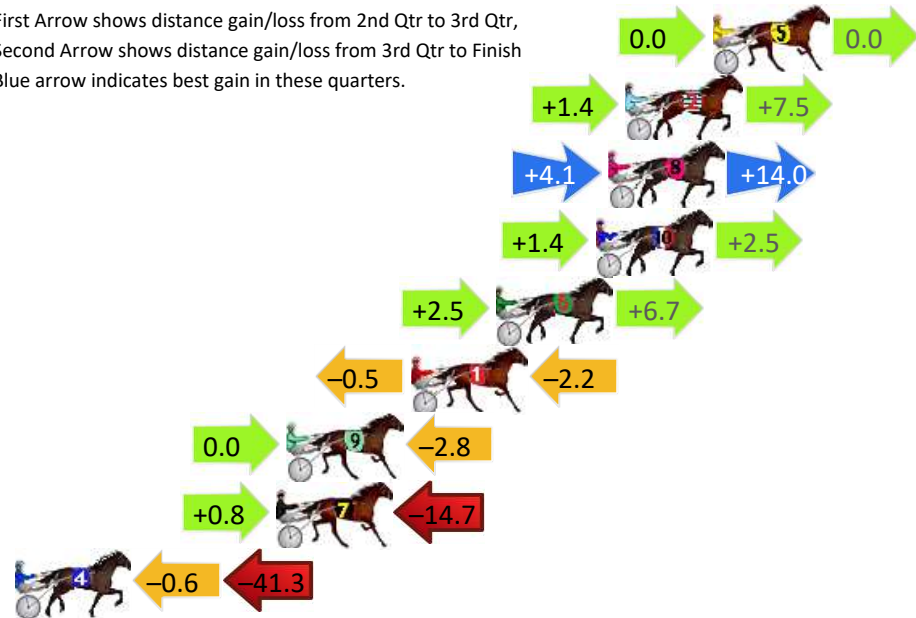 First Arrow shows distance gain/loss from 2nd Qtr to 3rd Qtr,
Second Arrow shows distance gain/loss from 3rd Qtr to Finish
Blue arrow indicates best gain in these quarters.
0.0 5 0.0
+1.4 2 +7.5
+4.1 8 +14.0
+1.4 10 +2.5
+2.5 +6.7
−0.5 1 −2.2
0.0 9 −2.8
+0.8 7 −14.7
4 −0.6 −41.3